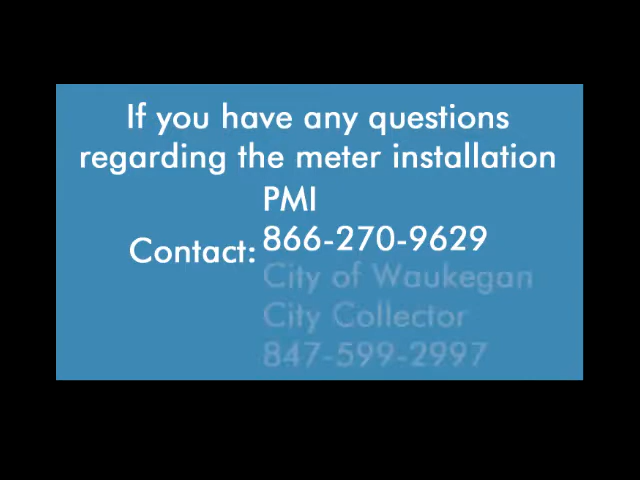 If you have any questions
regarding the meter installation
Contact:
PMI
866-270-9629
City of Waukegan
City Collector
847-599-2997